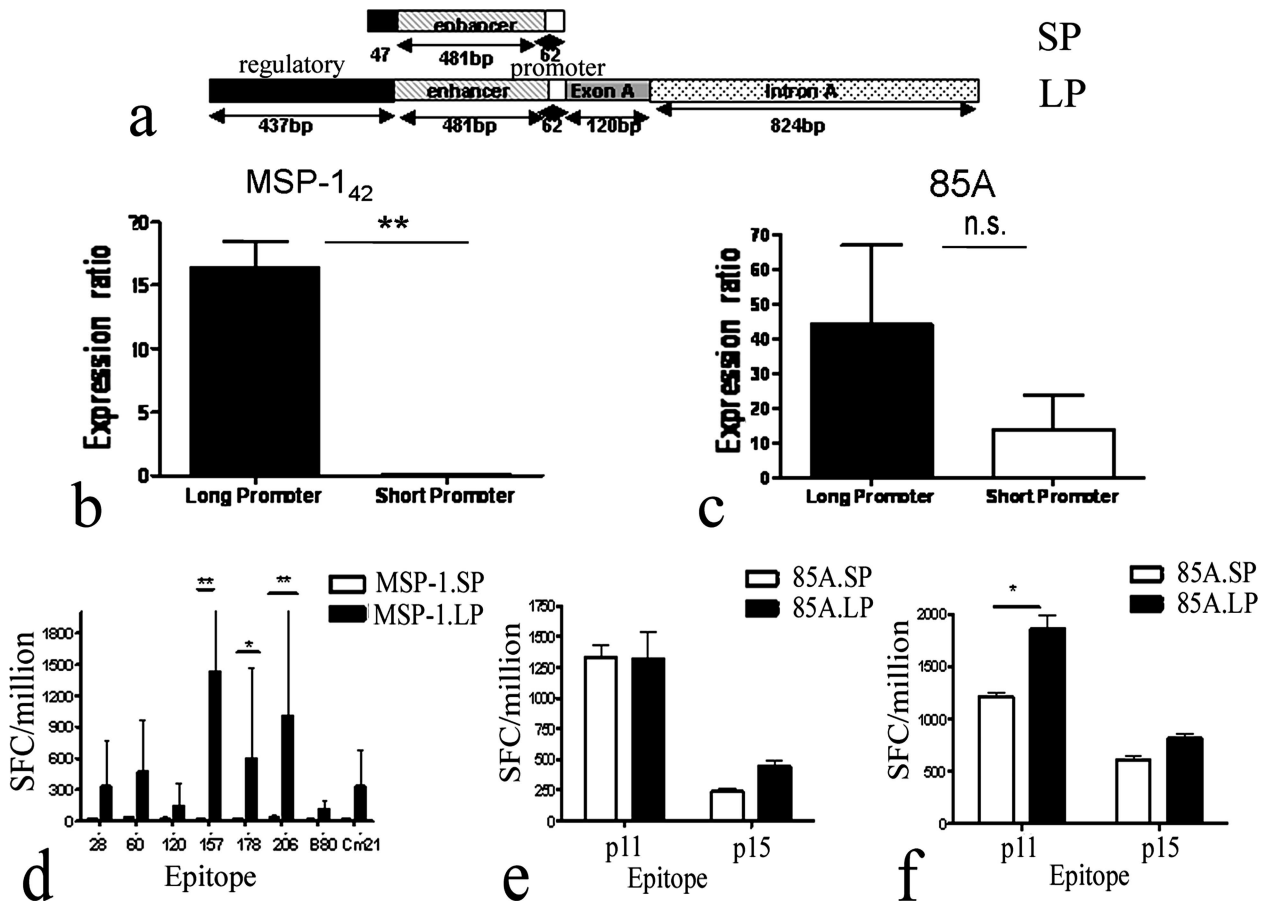 enhancer
SP
47 481bp 62
regulatory promoter
enhancer Exon A Intron A LP
a 437bp 481bp 62 120bp 824bp
MSP-1₄₂
**
Expression ratio
20
15
10
5
0
Long Promoter Short Promoter
b
85A
n.s.
Expression ratio
70
60
50
40
30
20
10
0
Long Promoter Short Promoter
c
MSP-1.SP
MSP-1.LP
** * **
SFC/million
1800
1500
1200
900
600
300
0
28 60 120 157 178 206 B80 Cm21
Epitope
d
85A.SP
85A.LP
SFC/million
1750
1500
1250
1000
750
500
250
0
p11 p15
Epitope
e
85A.SP
85A.LP
*
SFC/million
2000
1500
1000
500
0
p11 p15
Epitope
f